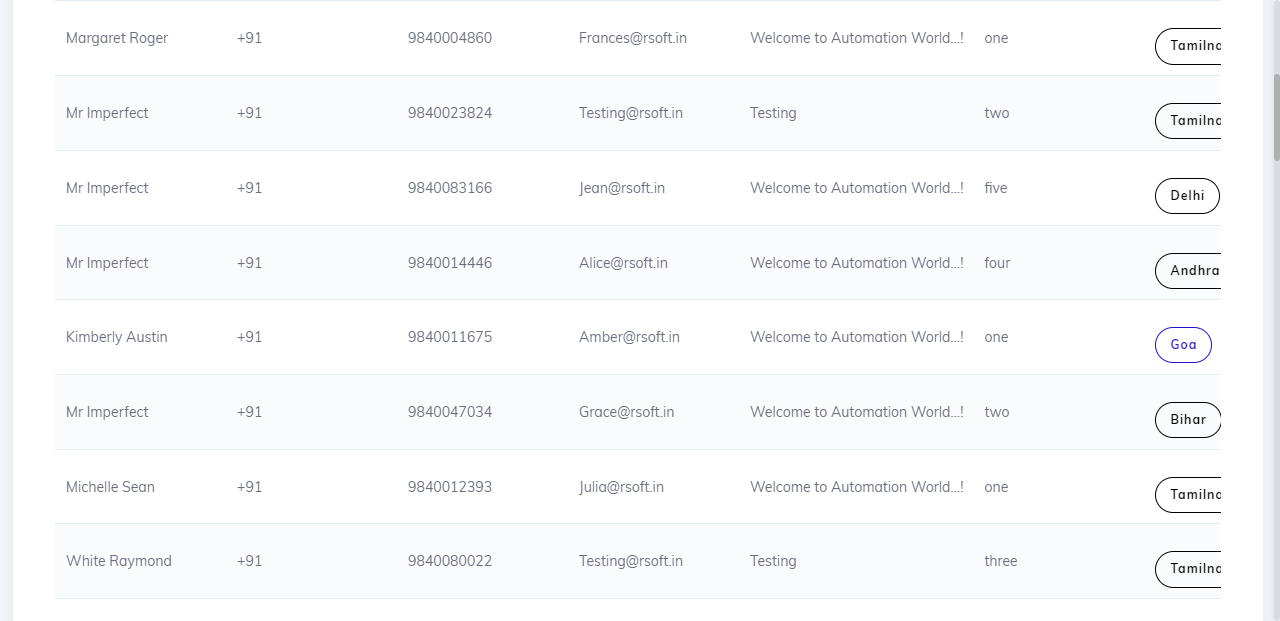 Margaret Roger +91 9840004860 Frances@rsoft.in Welcome to Automation World...! one Tamilna
Mr Imperfect +91 9840023824 Testing@rsoft.in Testing two Tamilna
Mr Imperfect +91 9840083166 Jean@rsoft.in Welcome to Automation World...! five Delhi
Mr Imperfect +91 9840014446 Alice@rsoft.in Welcome to Automation World...! four Andhra
Kimberly Austin +91 9840011675 Amber@rsoft.in Welcome to Automation World...! one Goa
Mr Imperfect +91 9840047034 Grace@rsoft.in Welcome to Automation World...! two Bihar
Michelle Sean +91 9840012393 Julia@rsoft.in Welcome to Automation World...! one Tamilna
White Raymond +91 9840080022 Testing@rsoft.in Testing three Tamilna